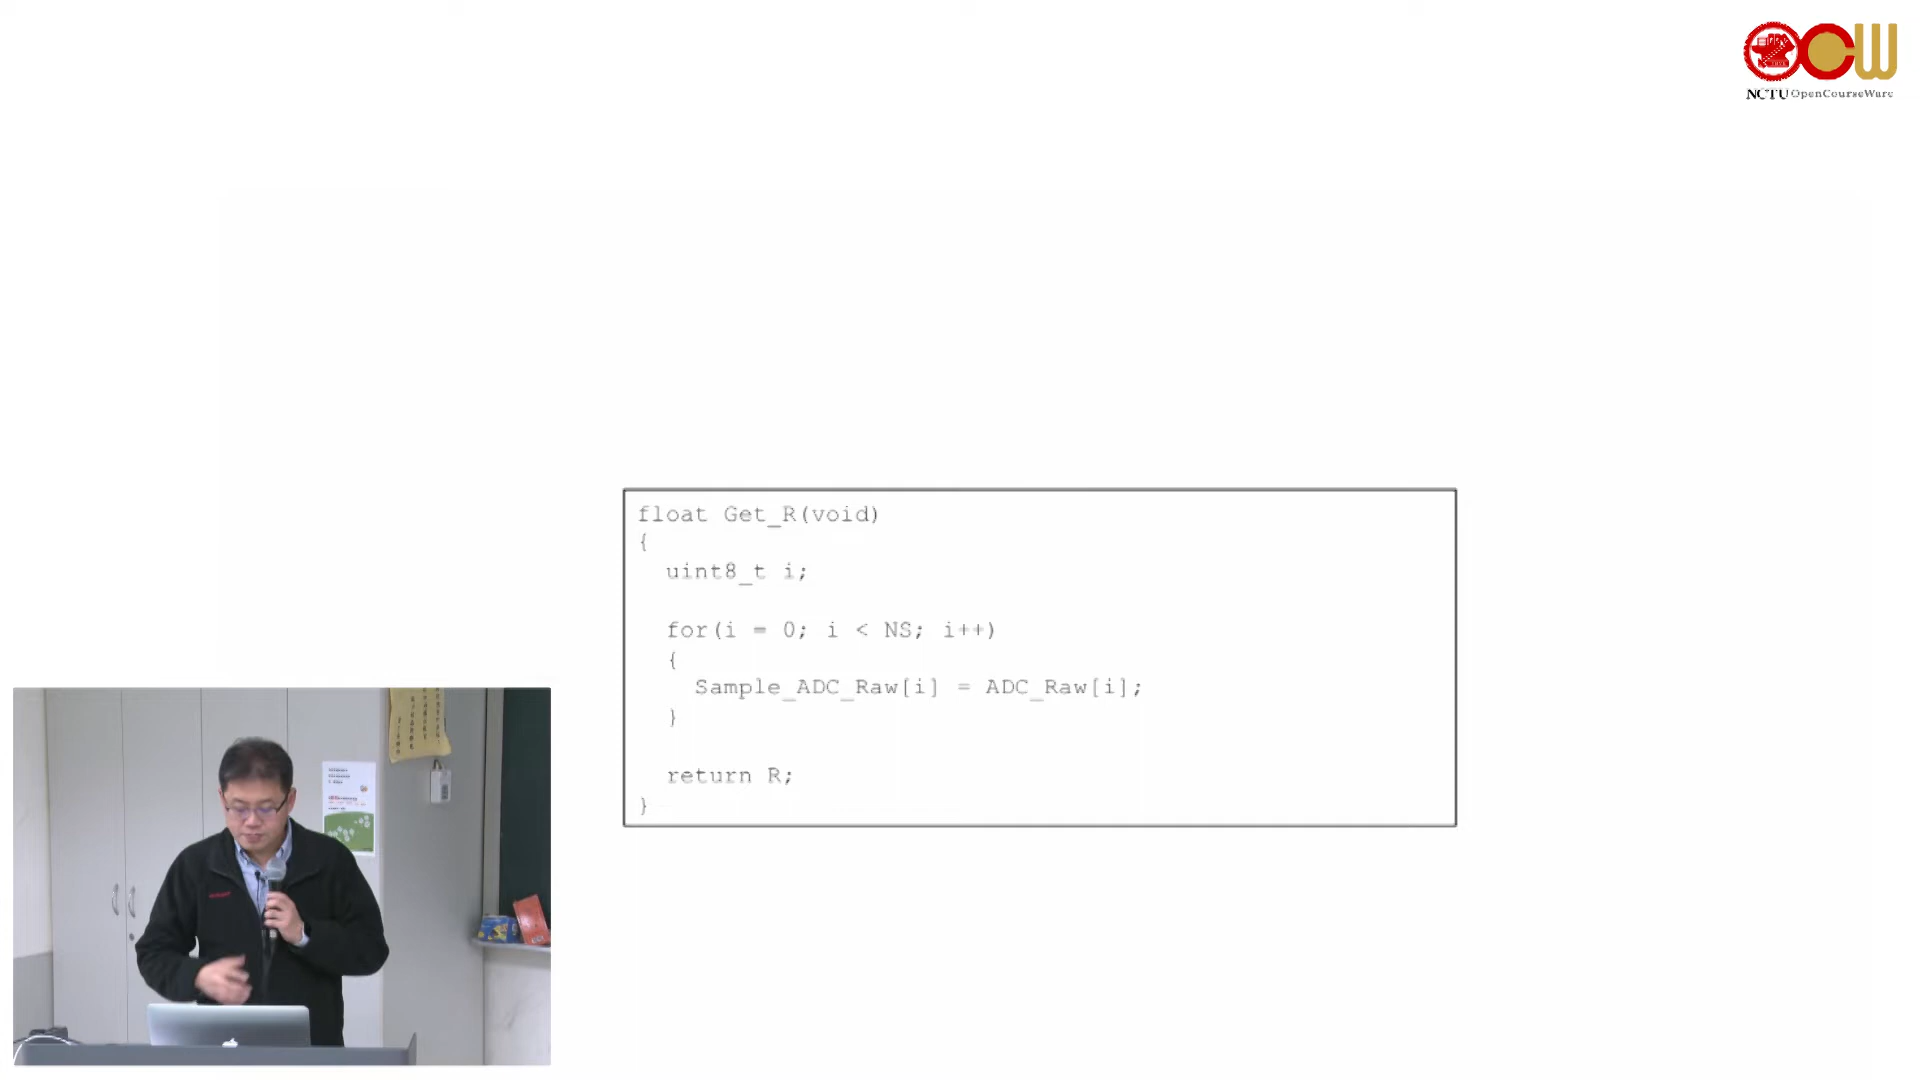 NCTU OpenCourseWare
float Get_R(void)
{
uint8_t i;
for(i = 0; i < NS; i++)
{
Sample_ADC_Raw[i] = ADC_Raw[i];
}
return R;
}